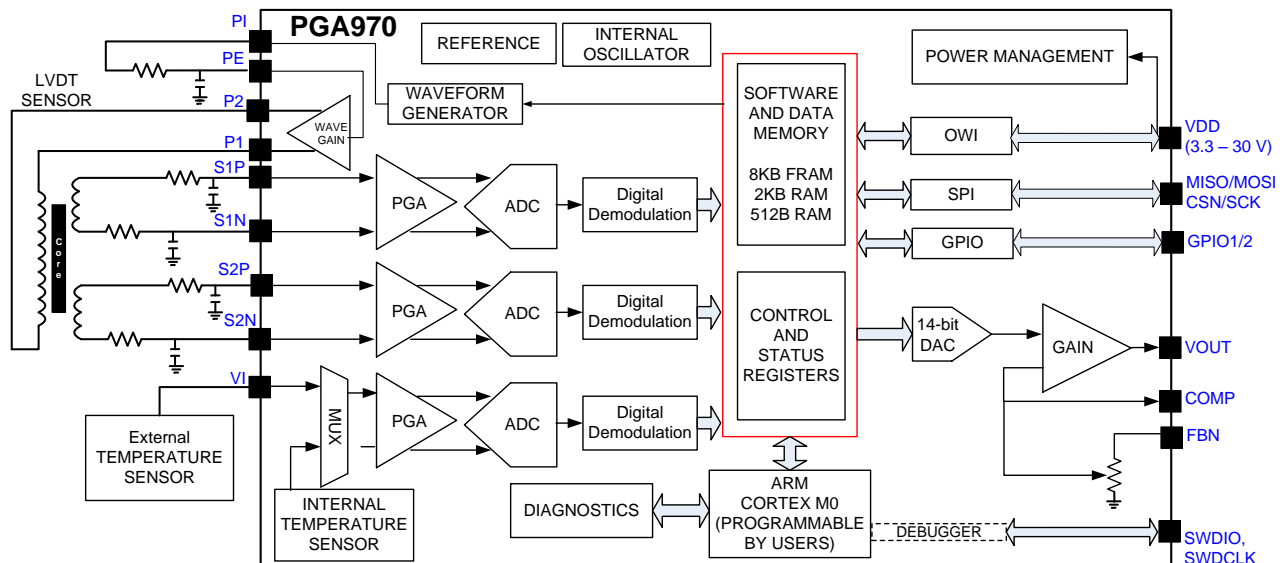 PI
PGA970
REFERENCE
INTERNAL
OSCILLATOR
POWER MANAGEMENT
PE
LVDT
SENSOR
P2
WAVEFORM
GENERATOR
WAVE
GAIN
P1
SOFTWARE
AND DATA
MEMORY
8KB FRAM
2KB RAM
512B RAM
OWI
VDD
(3.3 – 30 V)
S1P
PGA
ADC
Digital
Demodulation
SPI
MISO/MOSI
CSN/SCK
S1N
GPIO
GPIO1/2
Core
S2P
PGA
ADC
Digital
Demodulation
S2N
CONTROL
AND
STATUS
REGISTERS
14-bit
DAC
GAIN
VOUT
VI
MUX
PGA
ADC
Digital
Demodulation
COMP
FBN
External
TEMPERATURE
SENSOR
INTERNAL
TEMPERATURE
SENSOR
DIAGNOSTICS
ARM
CORTEX M0
(PROGRAMMABLE
BY USERS)
DEBUGGER
SWDIO,
SWDCLK